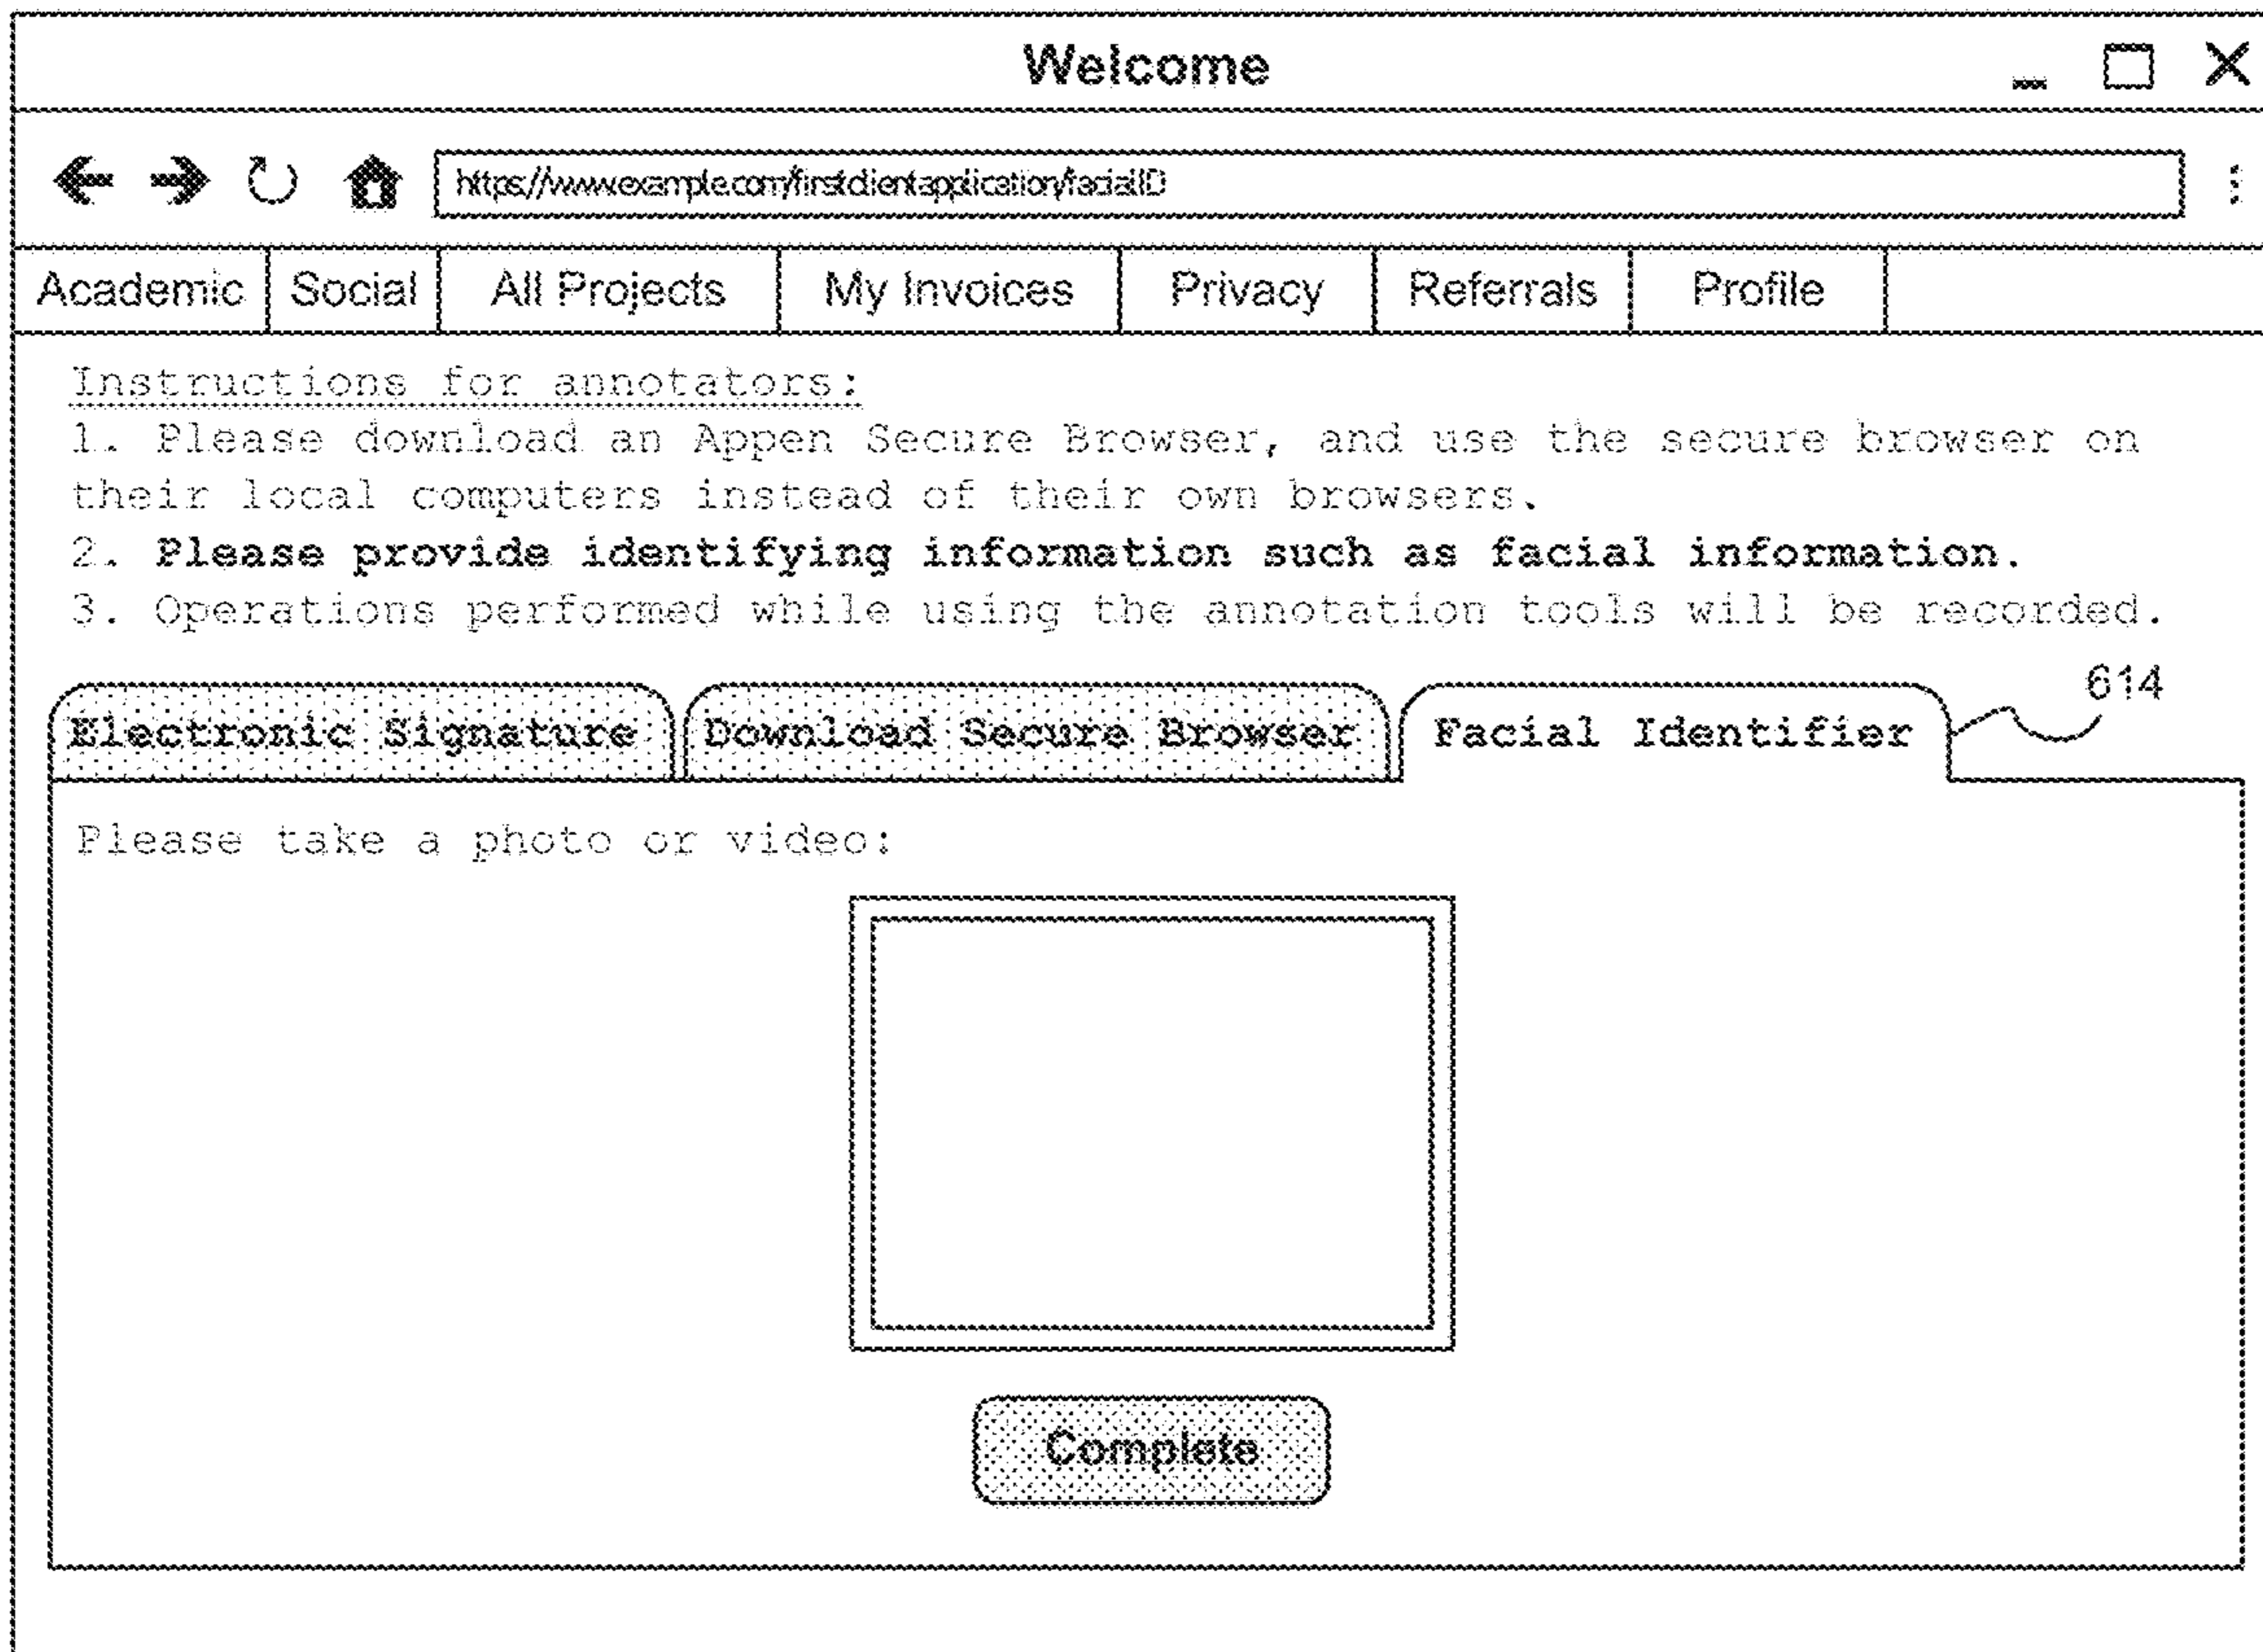 Welcome
https://www.example.com/firstclientapplication/facialID
Academic Social All Projects My Invoices Privacy Referrals Profile
Instructions for annotators:
1. Please download an Appen Secure Browser, and use the secure browser on
their local computers instead of their own browsers.
2. Please provide identifying information such as facial information.
3. Operations performed while using the annotation tools will be recorded.
614
Electronic Signature Download Secure Browser Facial Identifier
Please take a photo or video:
Complete